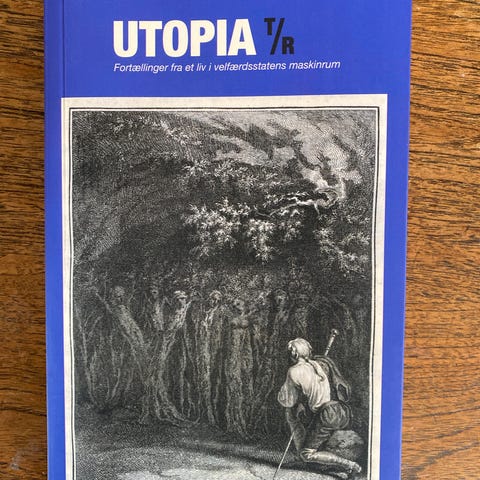 UTOPIA T/R
Fortællinger fra et liv i velfærdsstatens maskinrum